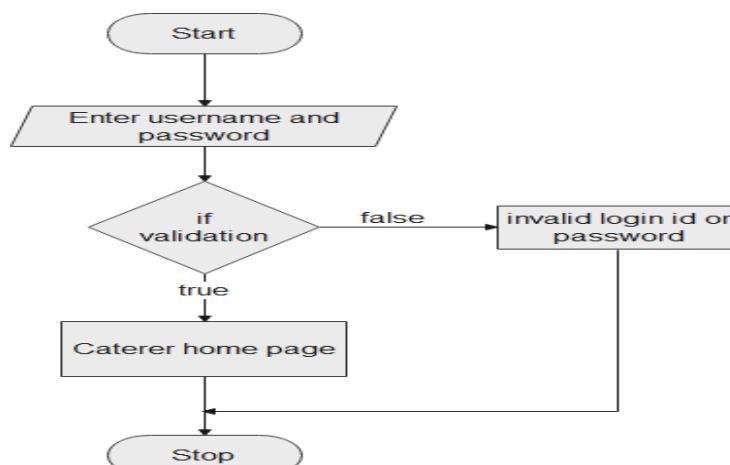 Start
Enter username and
password
if
validation
false
invalid login id or
password
true
Caterer home page
Stop